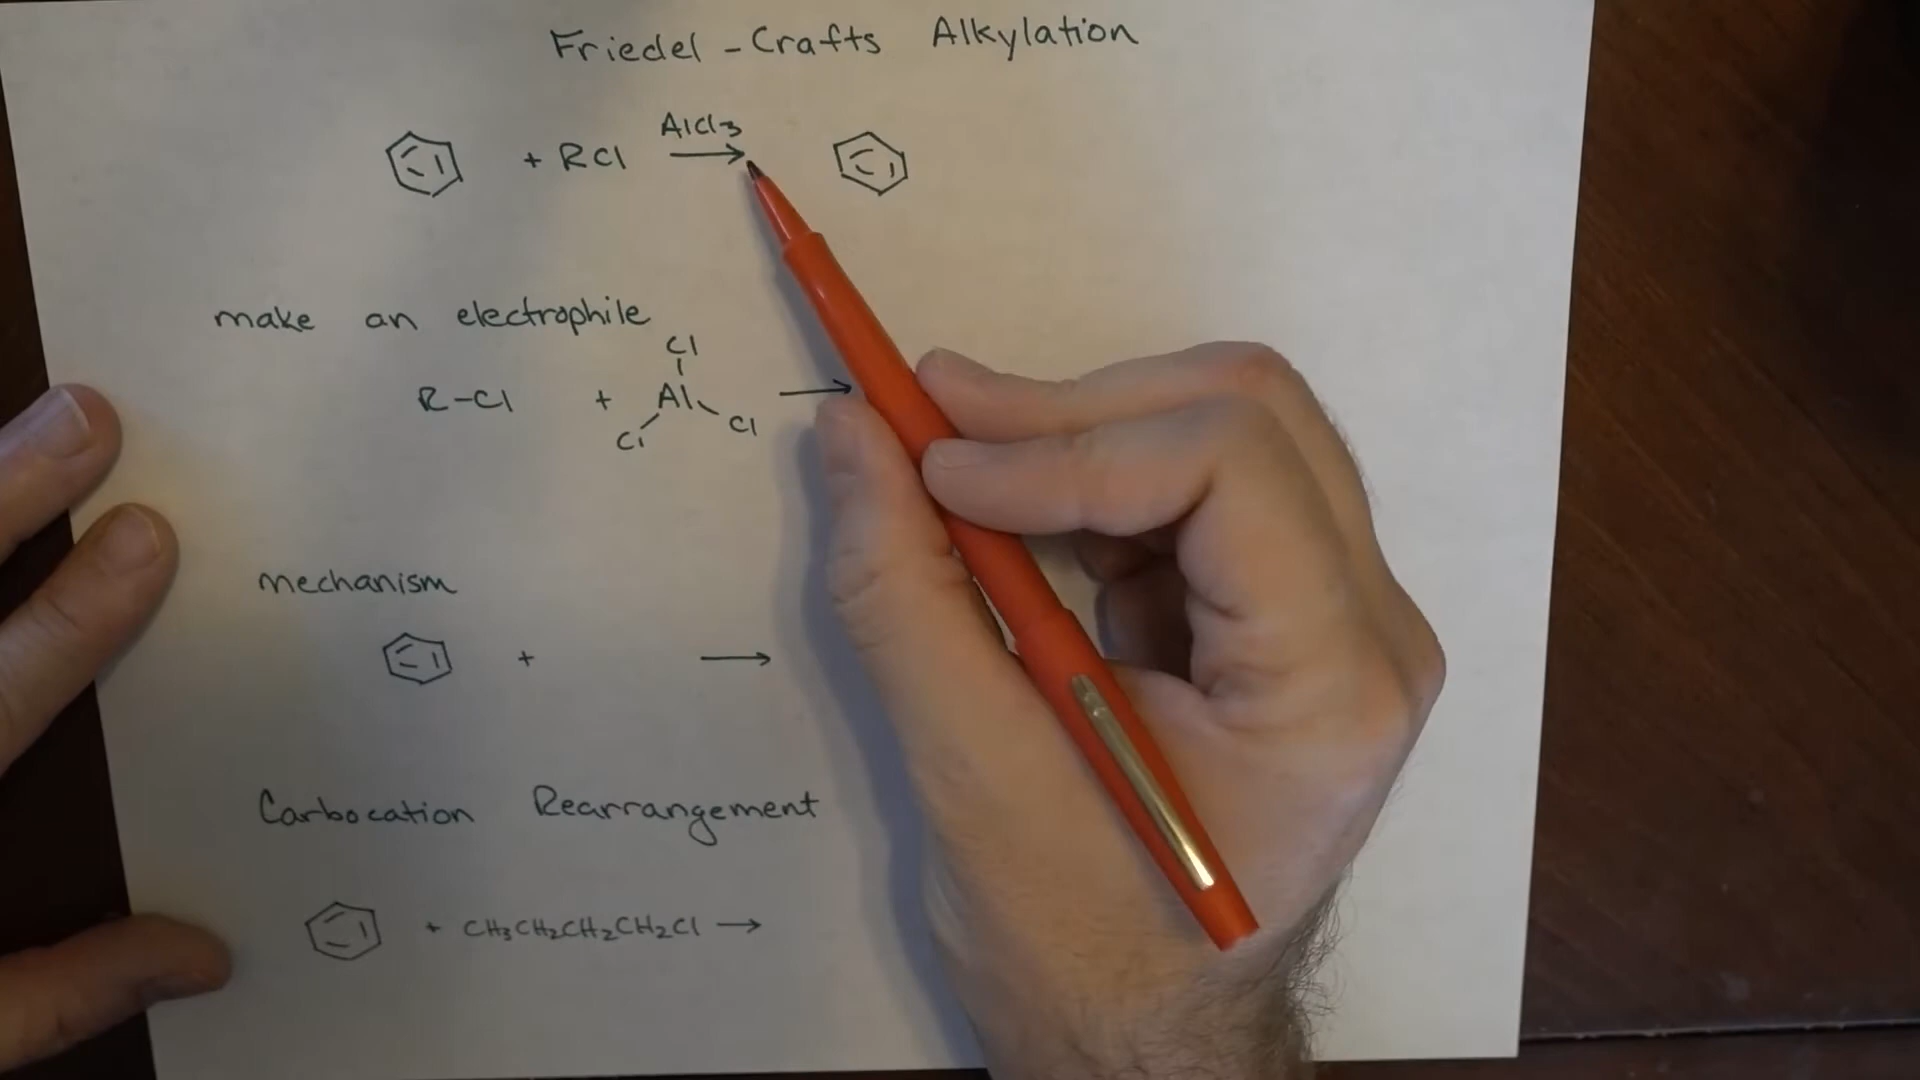 Friedel-Crafts Alkylation
+ RCl AlCl3 →
make an electrophile
R-Cl + Al Cl Cl Cl →
mechanism
+ →
Carbocation Rearrangement
+ CH3CH2CH2CH2Cl →